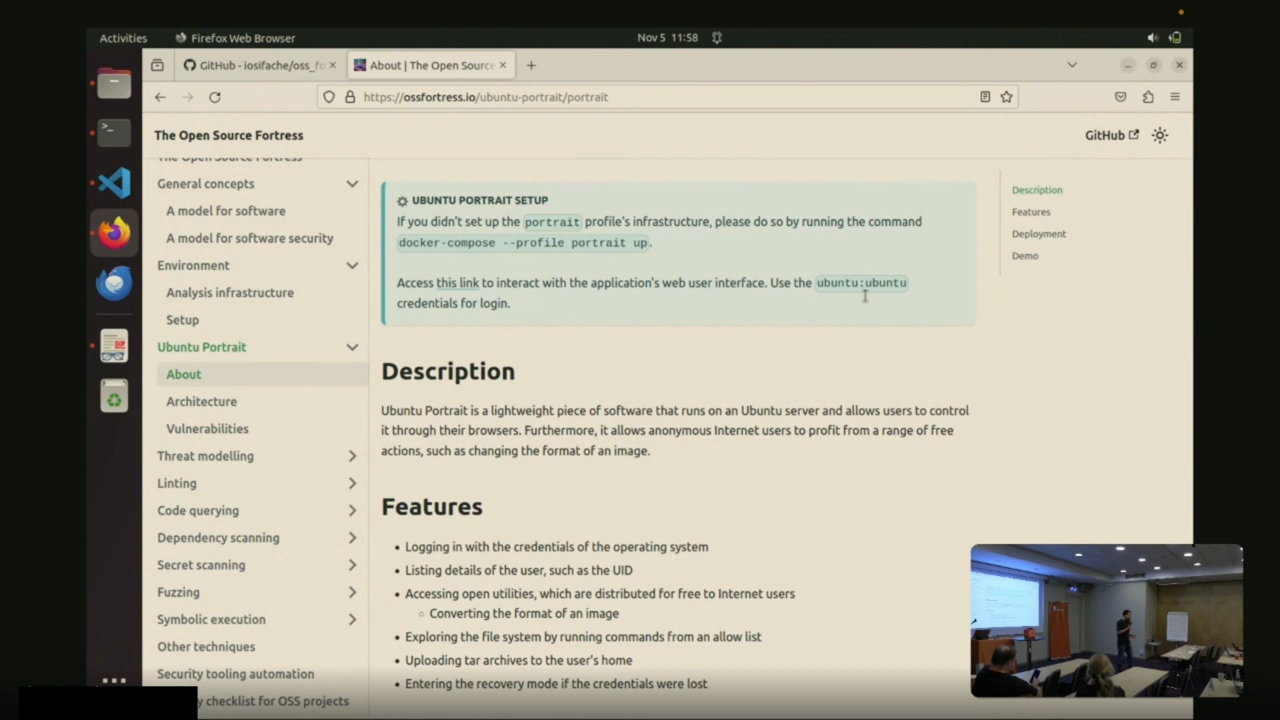 Activities
Firefox Web Browser
Nov 5 11:58
GitHub - iosifache/oss_fo
About | The Open Source
https://ossfortress.io/ubuntu-portrait/portrait
The Open Source Fortress
GitHub
The Open Source Fortress
General concepts
A model for software
A model for software security
Environment
Analysis infrastructure
Setup
Ubuntu Portrait
About
Architecture
Vulnerabilities
Threat modelling
Linting
Code querying
Dependency scanning
Secret scanning
Fuzzing
Symbolic execution
Other techniques
Security tooling automation
y checklist for OSS projects
UBUNTU PORTRAIT SETUP
If you didn't set up the portrait profile's infrastructure, please do so by running the command
docker-compose --profile portrait up.
Access this link to interact with the application's web user interface. Use the ubuntu:ubuntu
credentials for login.
Description
Ubuntu Portrait is a lightweight piece of software that runs on an Ubuntu server and allows users to control
it through their browsers. Furthermore, it allows anonymous Internet users to profit from a range of free
actions, such as changing the format of an image.
Features
• Logging in with the credentials of the operating system
• Listing details of the user, such as the UID
• Accessing open utilities, which are distributed for free to Internet users
◦ Converting the format of an image
• Exploring the file system by running commands from an allow list
• Uploading tar archives to the user's home
• Entering the recovery mode if the credentials were lost
Description
Features
Deployment
Demo